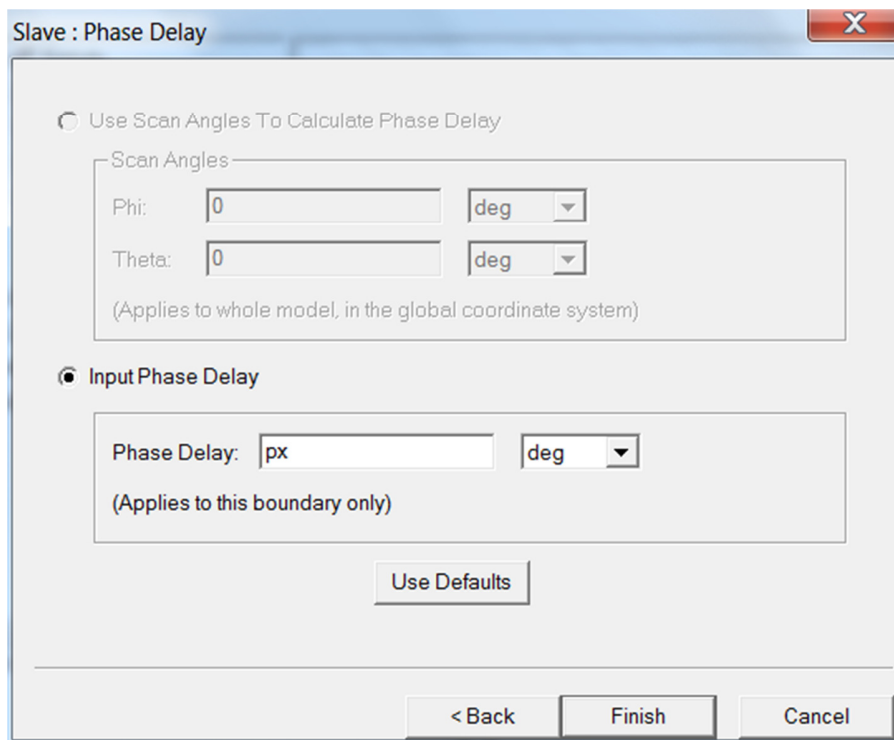 Slave : Phase Delay
X
Use Scan Angles To Calculate Phase Delay
Scan Angles
Phi: 0 deg
Theta: 0 deg
(Applies to whole model, in the global coordinate system)
Input Phase Delay
Phase Delay: px deg
(Applies to this boundary only)
Use Defaults
< Back Finish Cancel